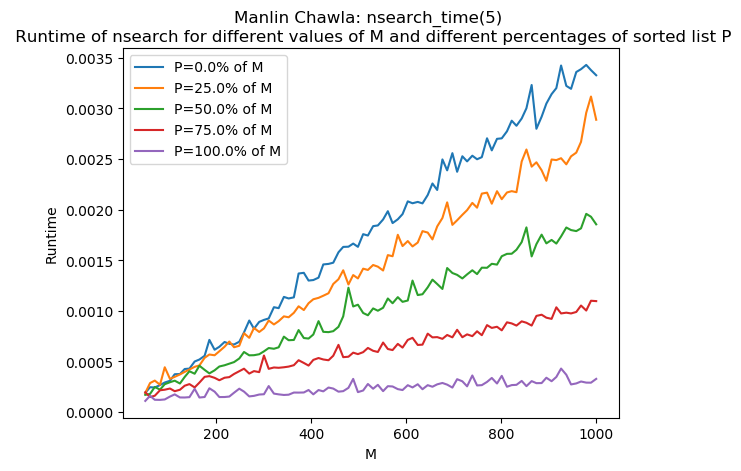 Manlin Chawla: nsearch_time(5)
Runtime of nsearch for different values of M and different percentages of sorted list P
P=0.0% of M
P=25.0% of M
P=50.0% of M
P=75.0% of M
P=100.0% of M
0.0035
0.0030
0.0025
0.0020
0.0015
0.0010
0.0005
0.0000
Runtime
200 400 600 800 1000
M